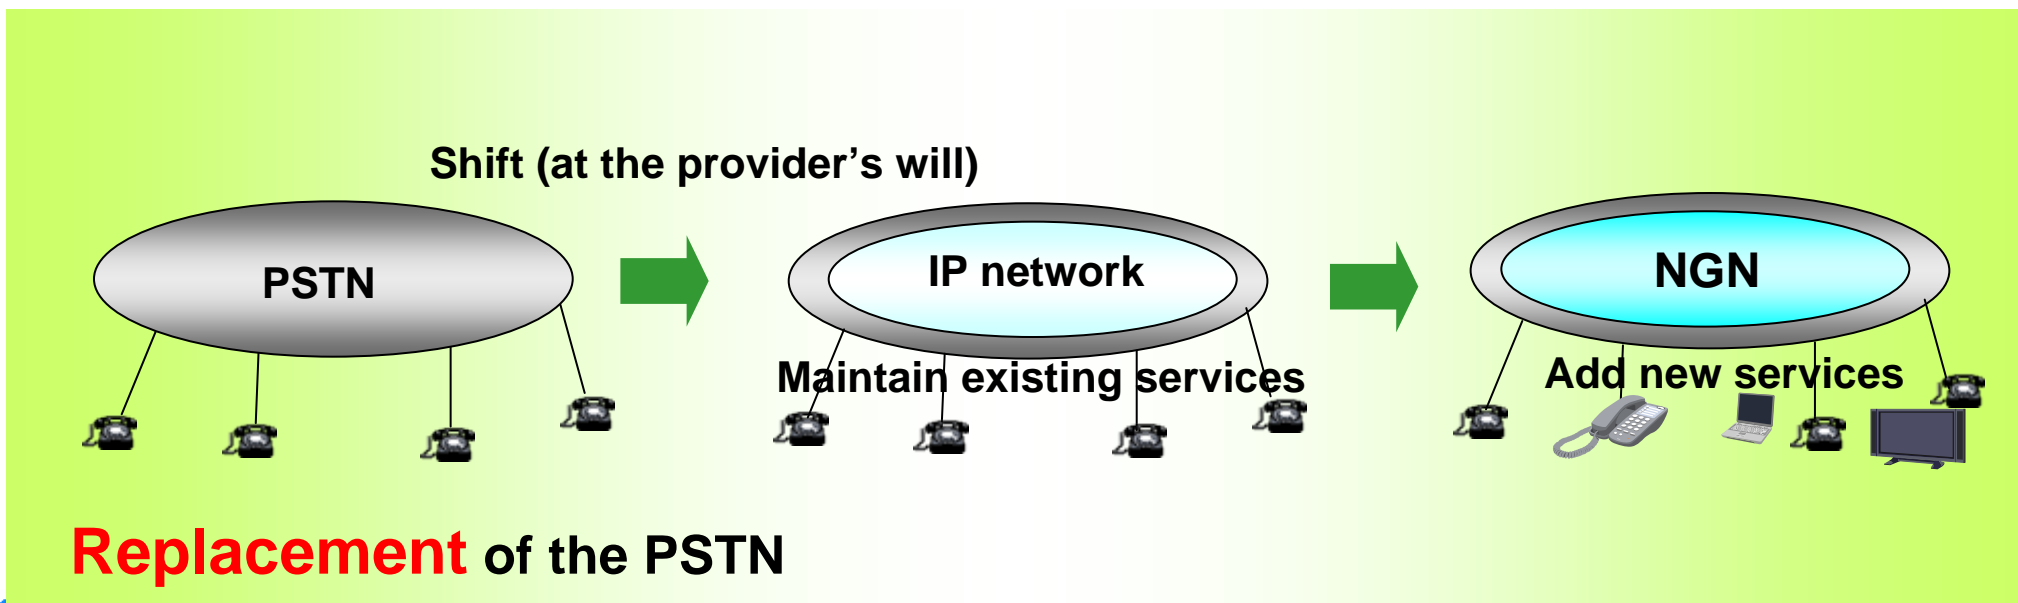 Shift (at the provider’s will)
PSTN
IP network
NGN
Maintain existing services
Add new services
Replacement of the PSTN